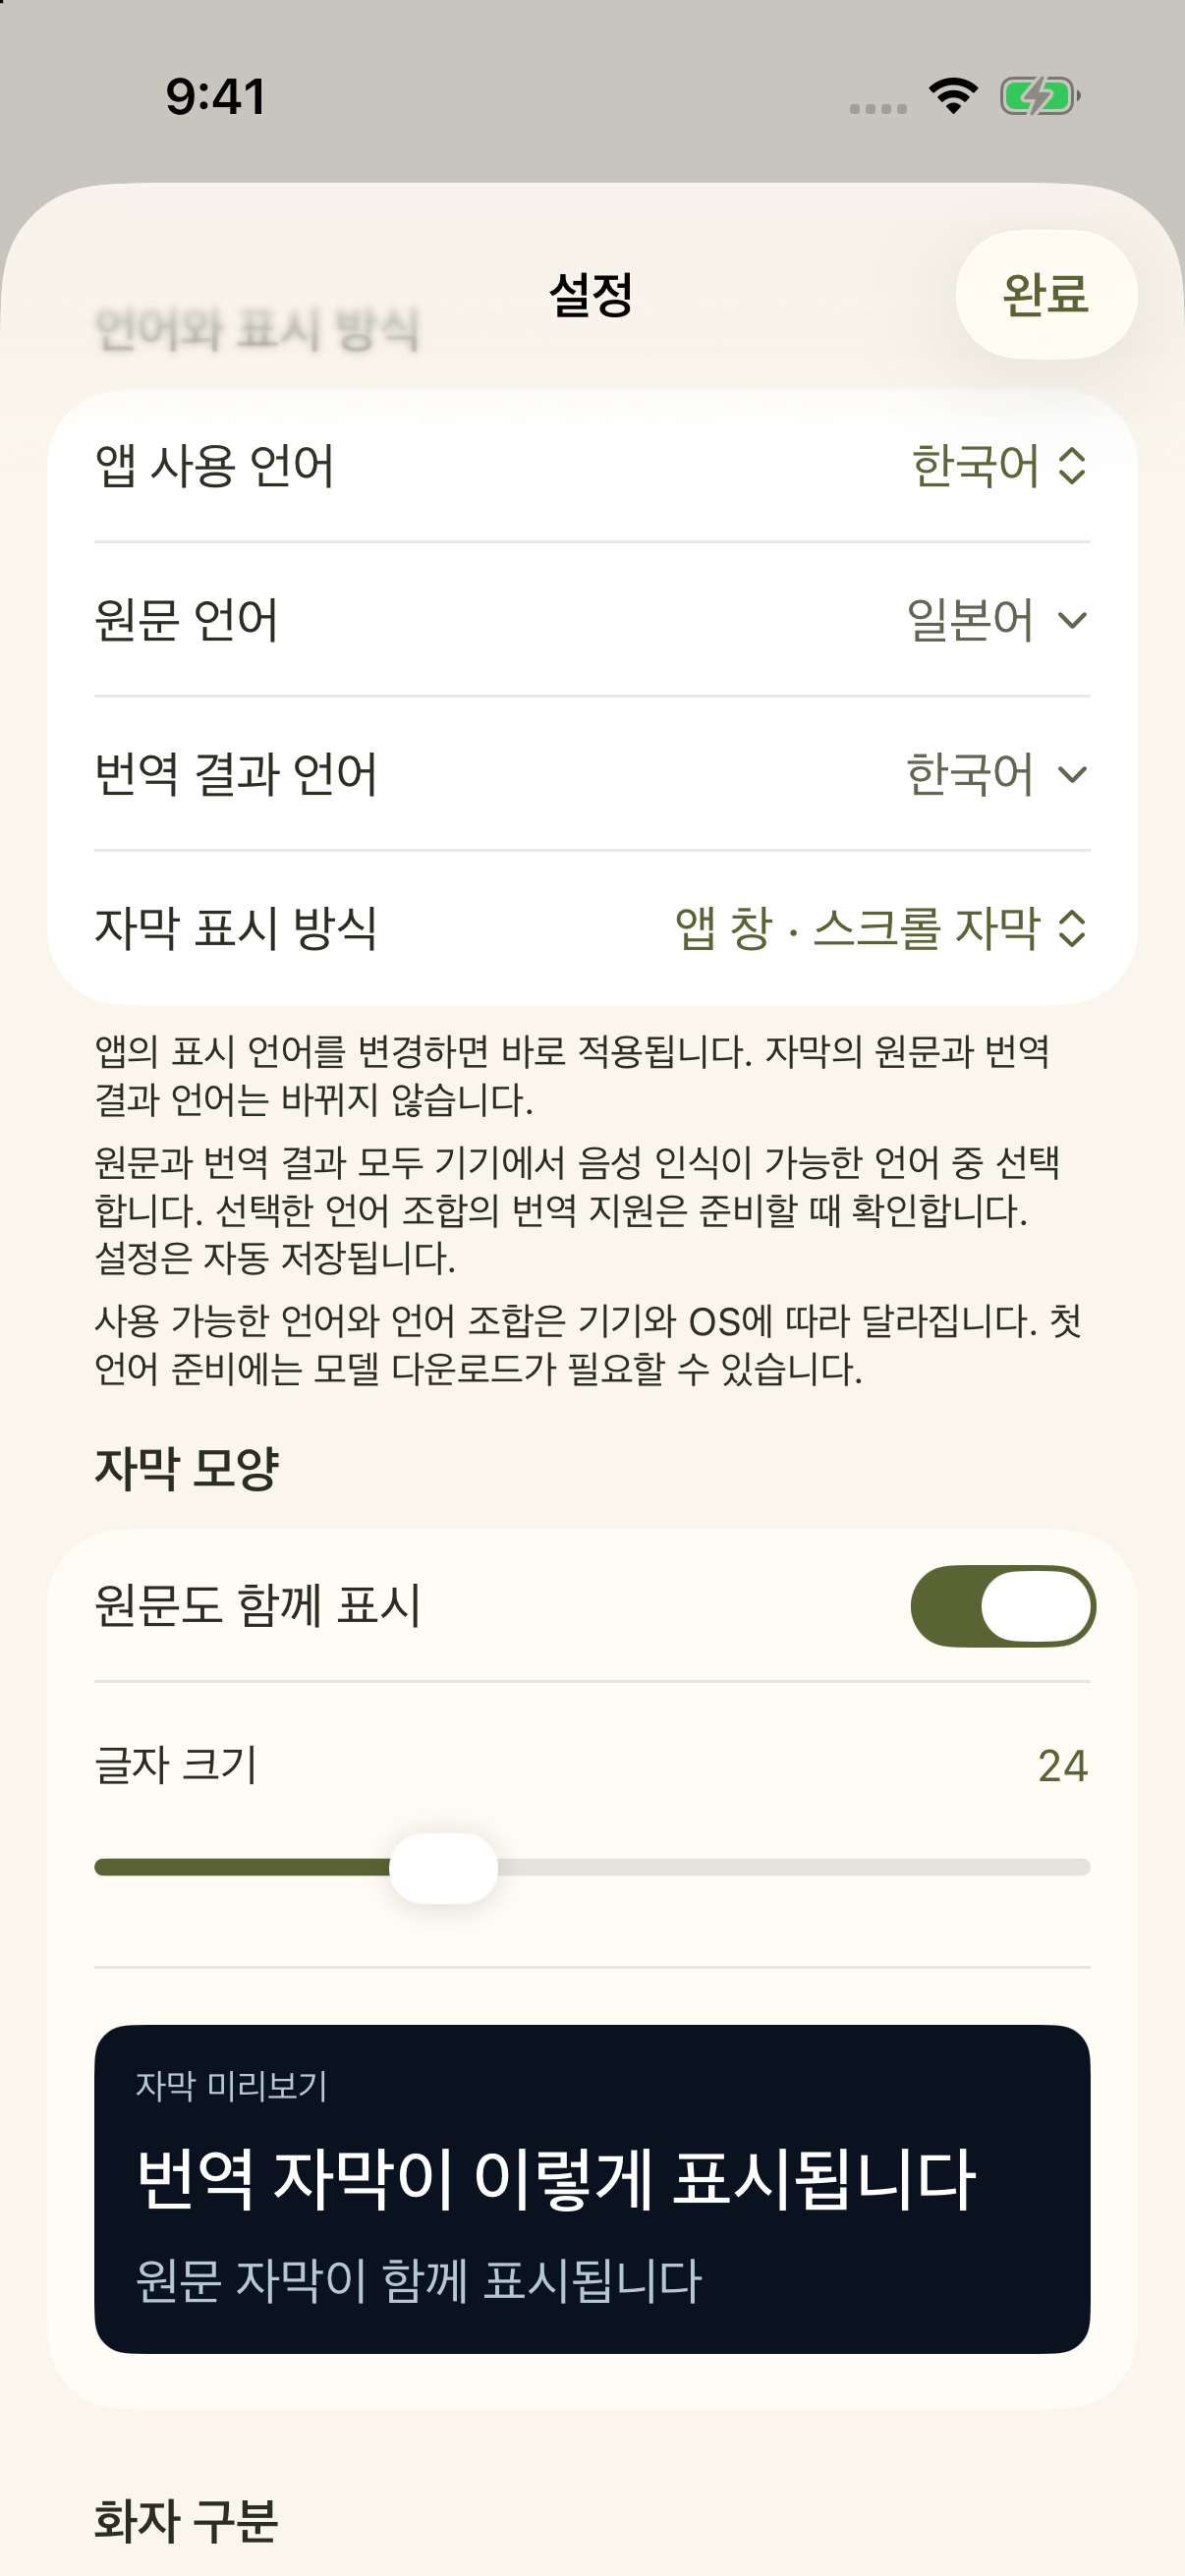 9:41
설정
완료
언어와 표시 방식
앱 사용 언어 한국어
원문 언어 일본어
번역 결과 언어 한국어
자막 표시 방식 앱 창 · 스크롤 자막
앱의 표시 언어를 변경하면 바로 적용됩니다. 자막의 원문과 번역
결과 언어는 바뀌지 않습니다.
원문과 번역 결과 모두 기기에서 음성 인식이 가능한 언어 중 선택
합니다. 선택한 언어 조합의 번역 지원은 준비할 때 확인합니다.
설정은 자동 저장됩니다.
사용 가능한 언어와 언어 조합은 기기와 OS에 따라 달라집니다. 첫
언어 준비에는 모델 다운로드가 필요할 수 있습니다.
자막 모양
원문도 함께 표시
글자 크기 24
자막 미리보기
번역 자막이 이렇게 표시됩니다
원문 자막이 함께 표시됩니다
화자 구분